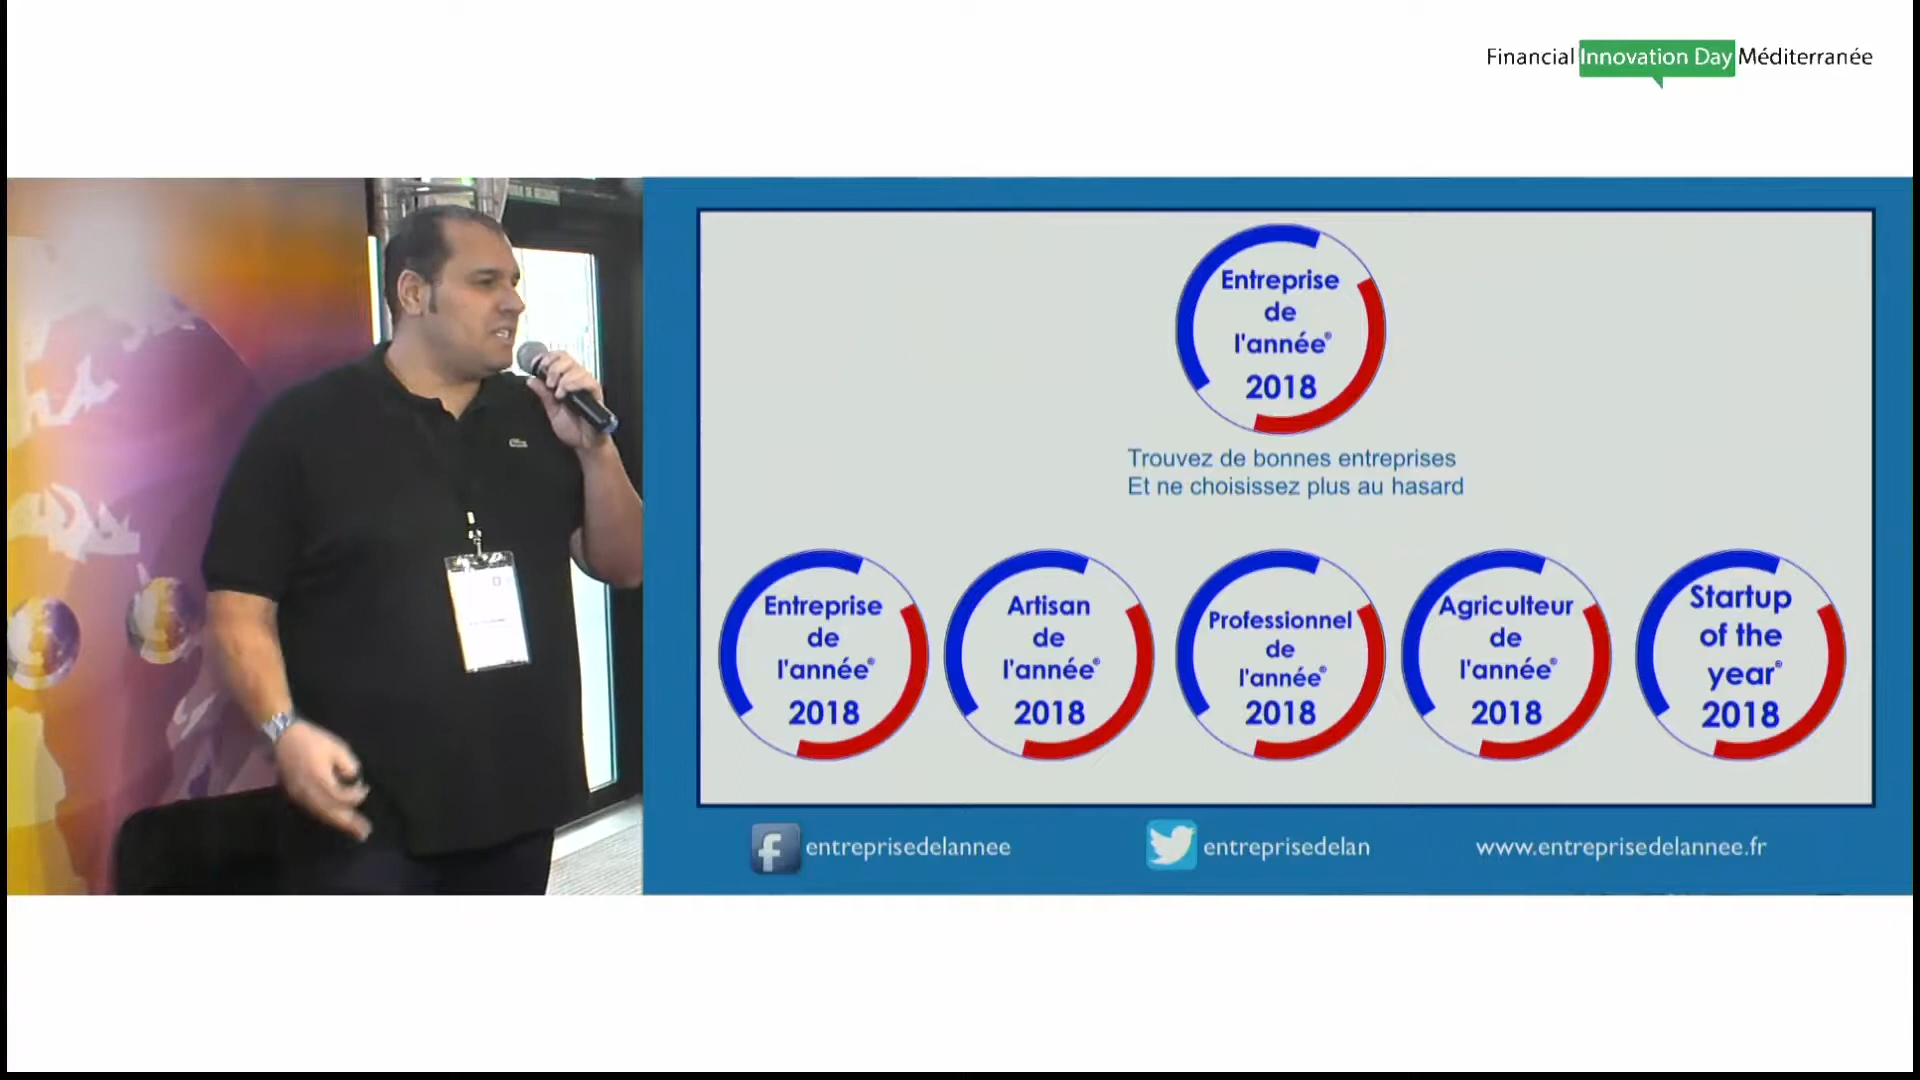 Financial Innovation Day Méditerranée
Entreprise
de
l'année®
2018
Trouvez de bonnes entreprises
Et ne choisissez plus au hasard
Entreprise
de
l'année®
2018
Artisan
de
l'année®
2018
Professionnel
de
l'année®
2018
Agriculteur
de
l'année®
2018
Startup
of the
year®
2018
entreprisedelannee
entreprisedelan
www.entreprisedelannee.fr